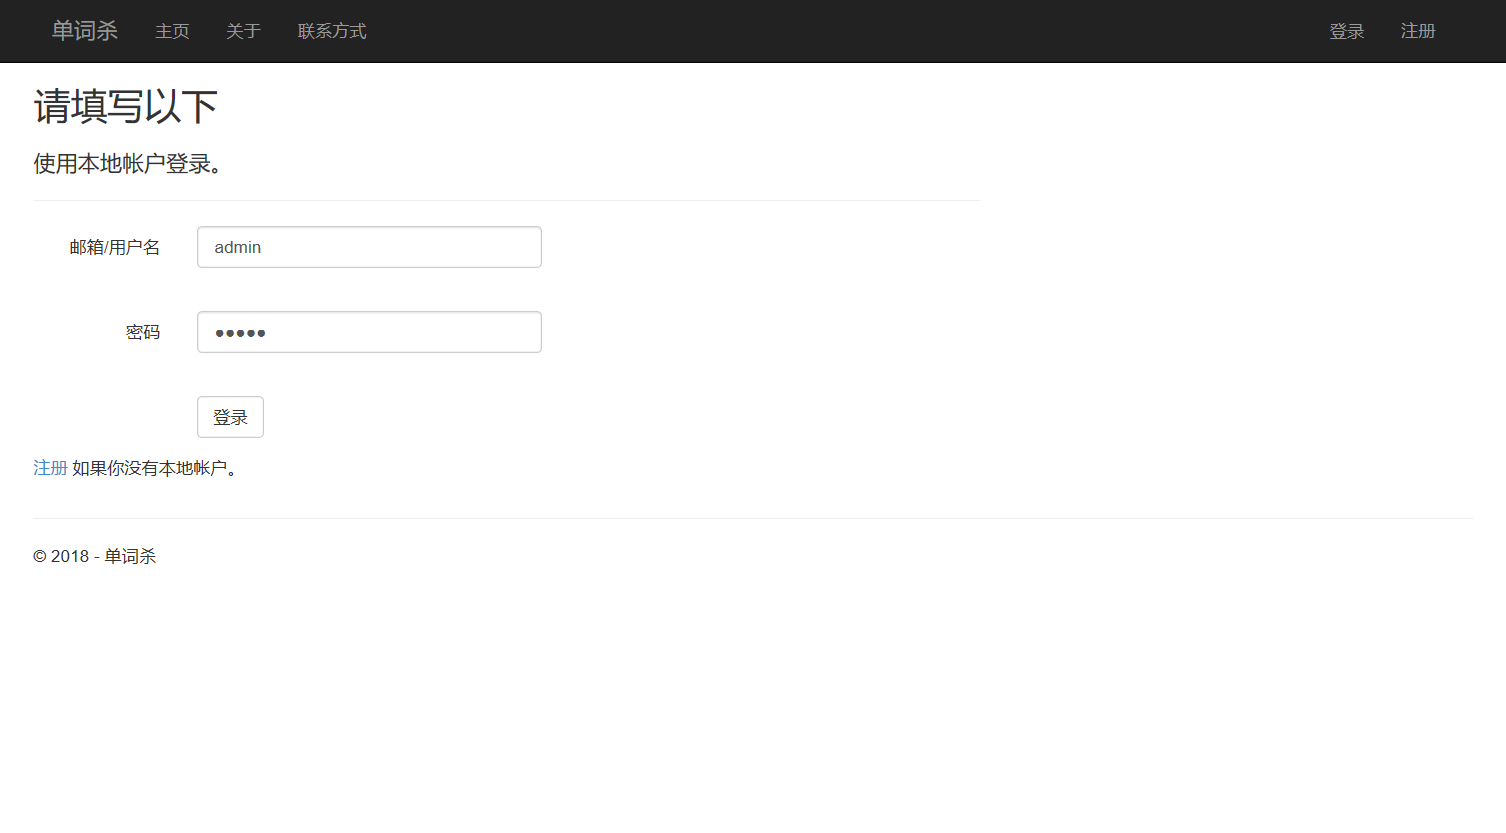 单词杀 主页 关于 联系方式 登录 注册
请填写以下
使用本地帐户登录。
邮箱/用户名 admin
密码 ●●●●●
登录
注册 如果你没有本地帐户。
© 2018 - 单词杀